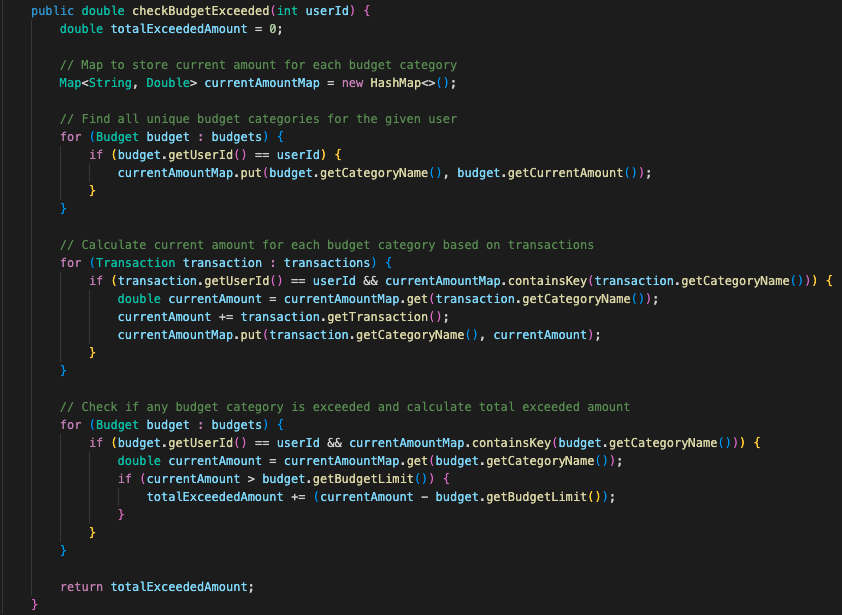 public double checkBudgetExceeded(int userId) {
    double totalExceededAmount = 0;

    // Map to store current amount for each budget category
    Map<String, Double> currentAmountMap = new HashMap<>();

    // Find all unique budget categories for the given user
    for (Budget budget : budgets) {
        if (budget.getUserId() == userId) {
            currentAmountMap.put(budget.getCategoryName(), budget.getCurrentAmount());
        }
    }

    // Calculate current amount for each budget category based on transactions
    for (Transaction transaction : transactions) {
        if (transaction.getUserId() == userId && currentAmountMap.containsKey(transaction.getCategoryName())) {
            double currentAmount = currentAmountMap.get(transaction.getCategoryName());
            currentAmount += transaction.getTransaction();
            currentAmountMap.put(transaction.getCategoryName(), currentAmount);
        }
    }

    // Check if any budget category is exceeded and calculate total exceeded amount
    for (Budget budget : budgets) {
        if (budget.getUserId() == userId && currentAmountMap.containsKey(budget.getCategoryName())) {
            double currentAmount = currentAmountMap.get(budget.getCategoryName());
            if (currentAmount > budget.getBudgetLimit()) {
                totalExceededAmount += (currentAmount - budget.getBudgetLimit());
            }
        }
    }

    return totalExceededAmount;
}